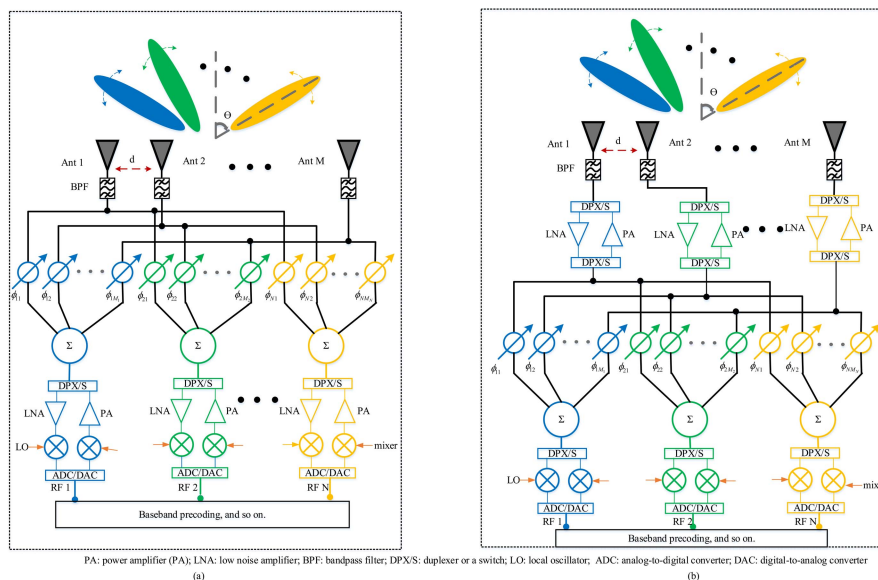 Θ
Ant 1
d
Ant 2
Ant M
BPF
ϕ11
ϕ12
ϕ1M1
ϕ21
ϕ22
ϕ2M2
ϕN1
ϕN2
ϕNMN
Σ
Σ
Σ
DPX/S
DPX/S
DPX/S
LNA
PA
LNA
PA
LNA
PA
LO
mixer
ADC/DAC
ADC/DAC
ADC/DAC
RF 1
RF 2
RF N
Baseband precoding, and so on.
Θ
Ant 1
d
Ant 2
Ant M
BPF
DPX/S
DPX/S
DPX/S
LNA
PA
LNA
PA
LNA
PA
DPX/S
DPX/S
DPX/S
ϕ11
ϕ12
ϕ1M1
ϕ21
ϕ22
ϕ2M2
ϕN1
ϕN2
ϕNMN
Σ
Σ
Σ
DPX/S
DPX/S
DPX/S
LO
mix
ADC/DAC
ADC/DAC
ADC/DAC
RF 1
RF 2
RF N
Baseband precoding, and so on.
PA: power amplifier (PA); LNA: low noise amplifier; BPF: bandpass filter; DPX/S: duplexer or a switch; LO: local oscillator; ADC: analog-to-digital converter; DAC: digital-to-analog converter
(a)
(b)